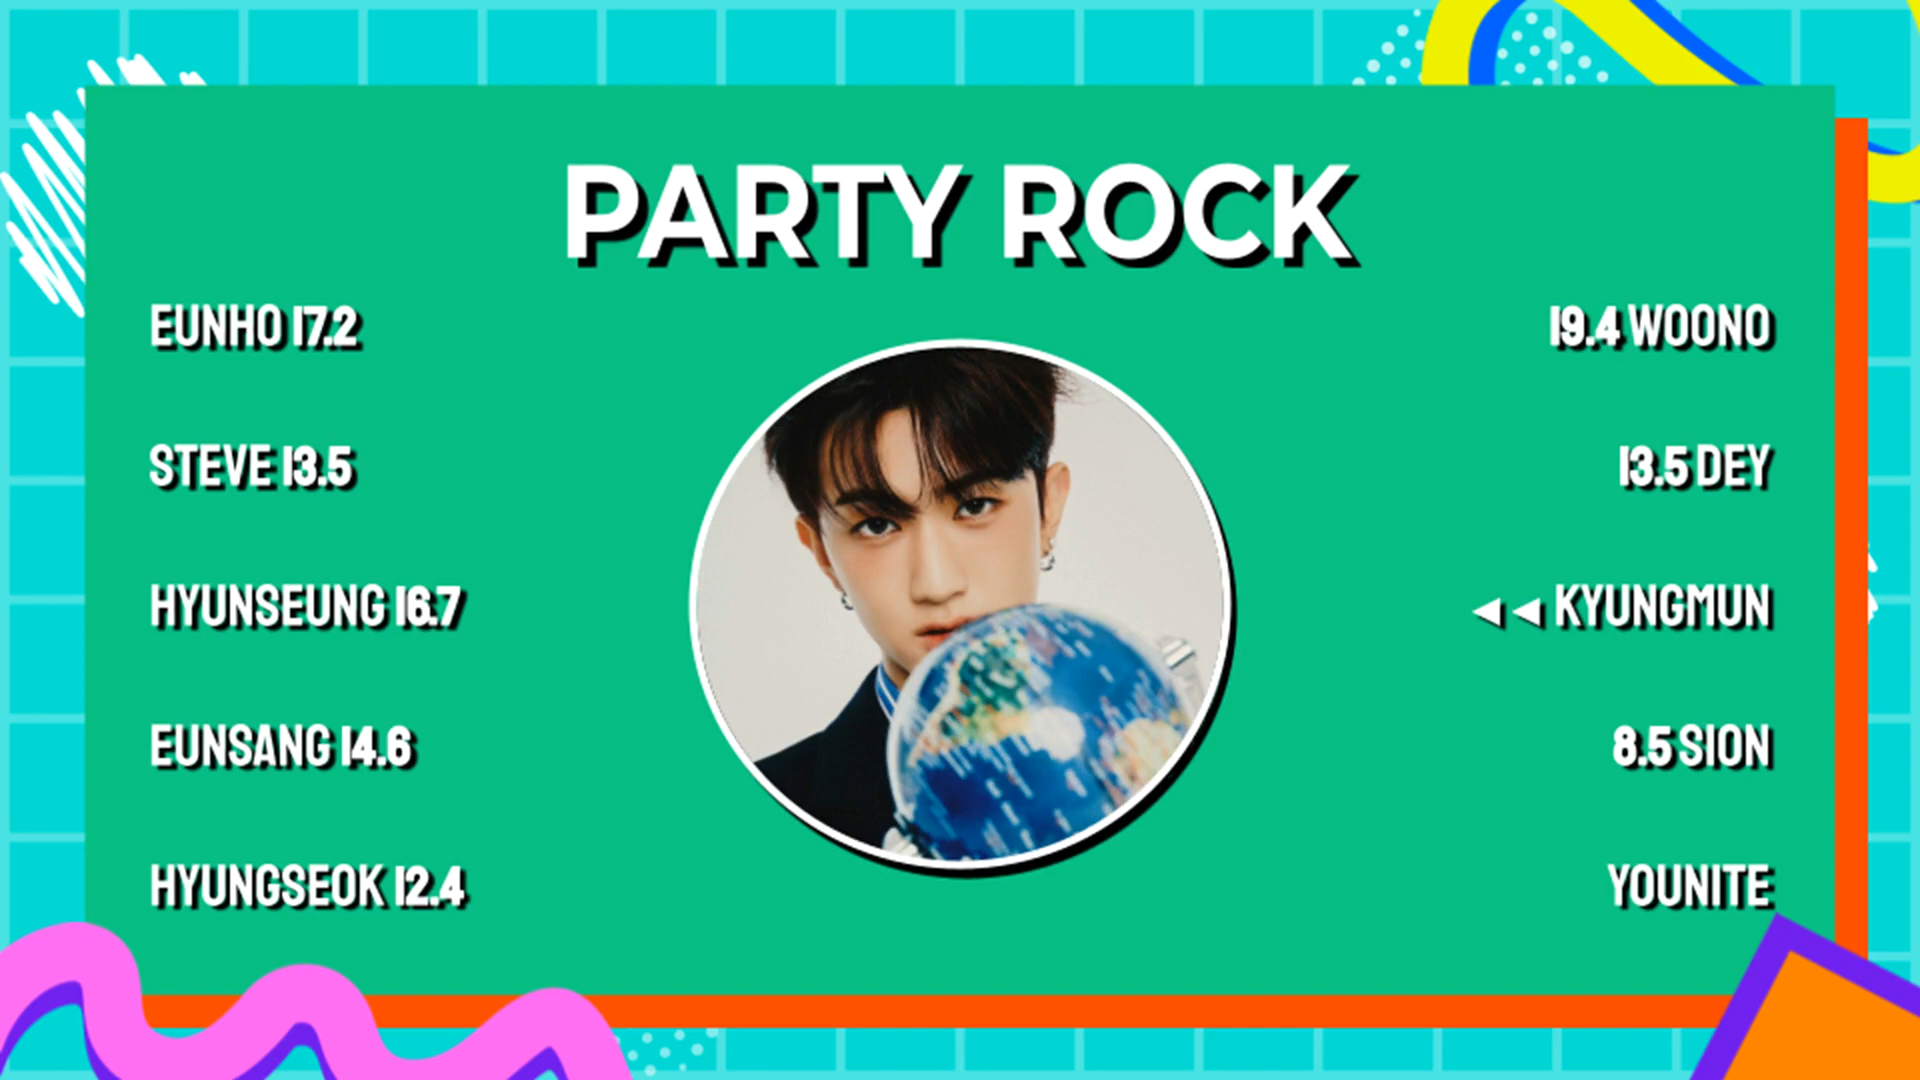 PARTY ROCK
EUNHO 17.2
STEVE 13.5
HYUNSEUNG 16.7
EUNSANG 14.6
HYUNGSEOK 12.4
19.4 WOONO
13.5 DEY
◄◄ KYUNGMUN
8.5 SION
YOUNITE